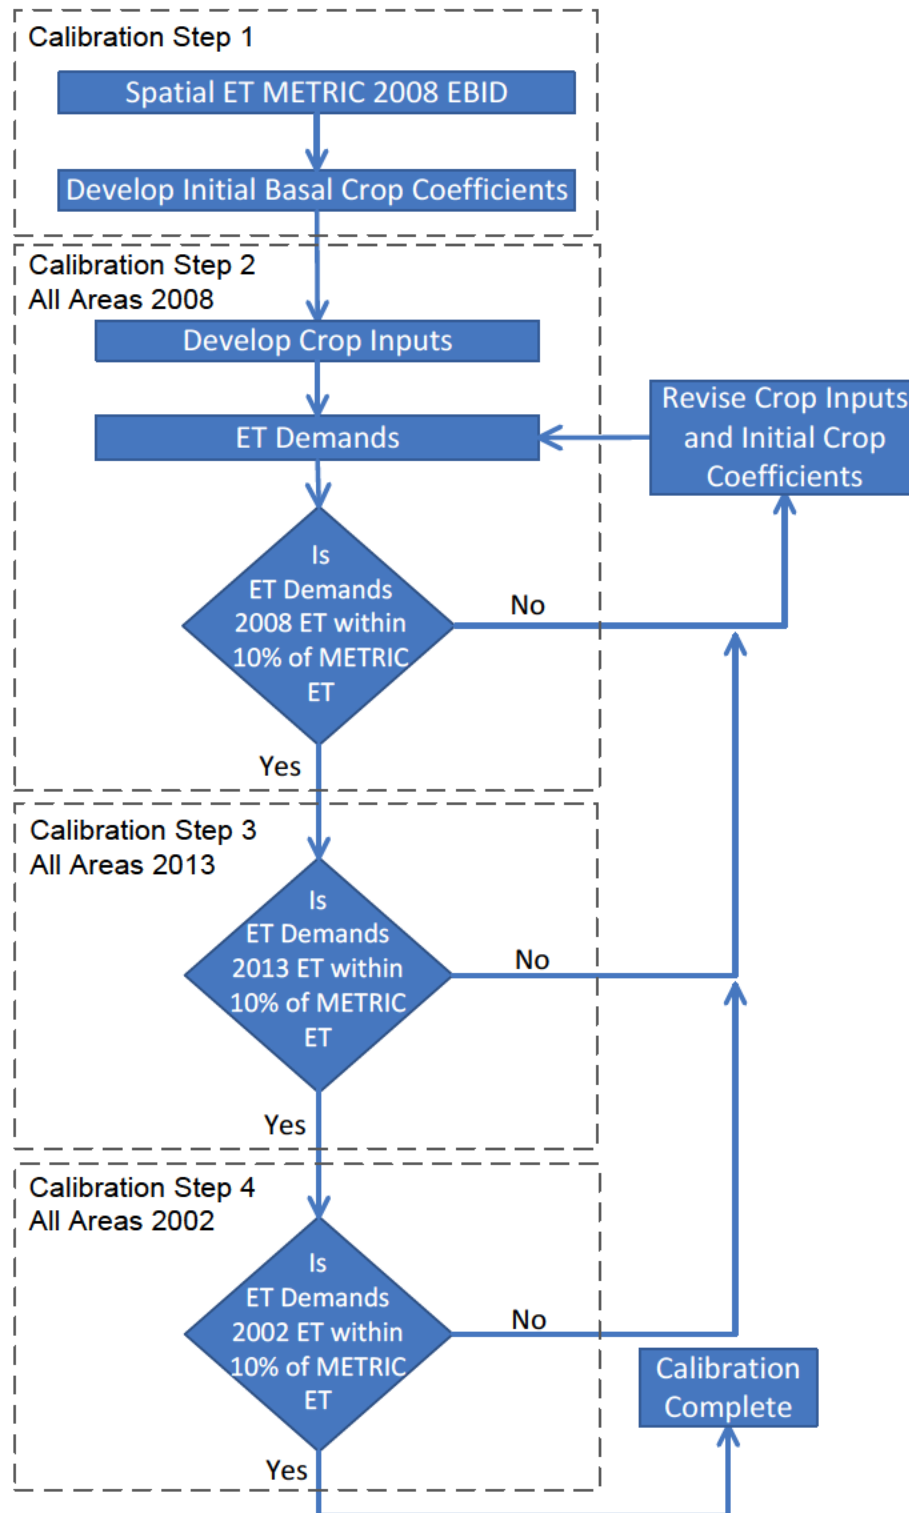 Calibration Step 1
Spatial ET METRIC 2008 EBID
Develop Initial Basal Crop Coefficients
Calibration Step 2
All Areas 2008
Develop Crop Inputs
ET Demands
Revise Crop Inputs
and Initial Crop
Coefficients
Is
ET Demands
2008 ET within
10% of METRIC
ET
No
Yes
Calibration Step 3
All Areas 2013
Is
ET Demands
2013 ET within
10% of METRIC
ET
No
Yes
Calibration Step 4
All Areas 2002
Is
ET Demands
2002 ET within
10% of METRIC
ET
No
Yes
Calibration
Complete